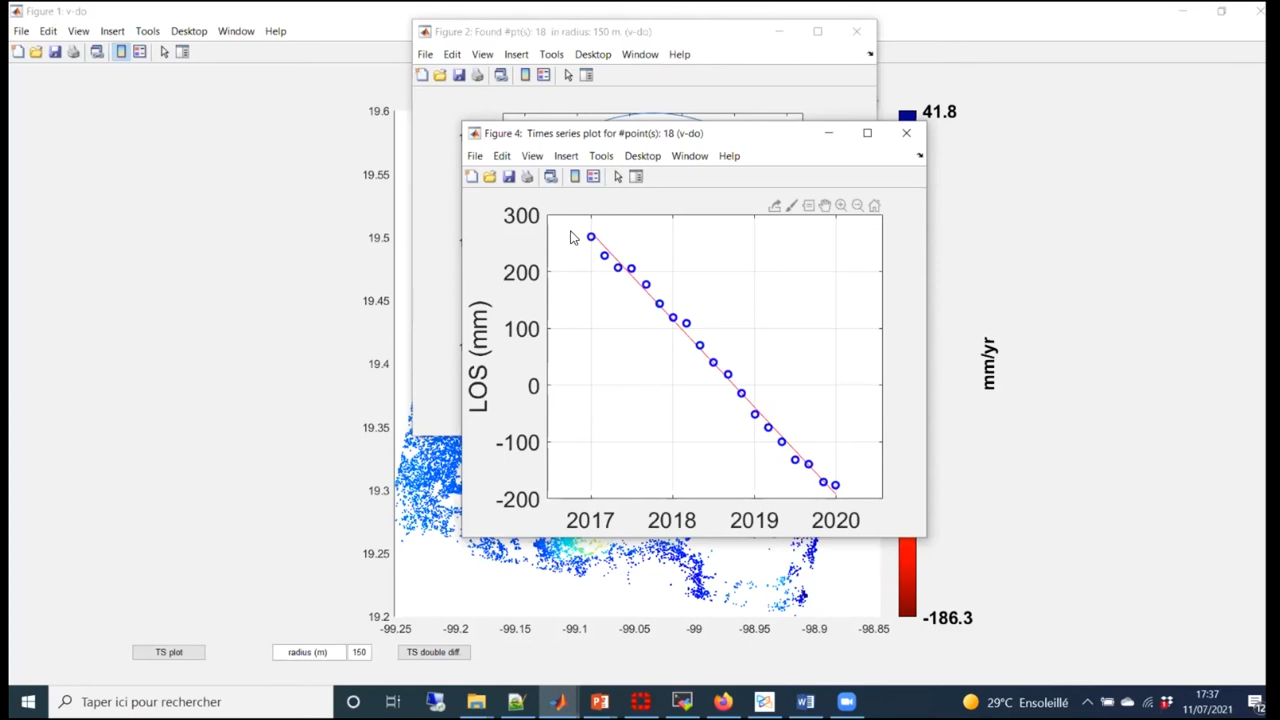 Figure 1: v-do
File Edit View Insert Tools Desktop Window Help
Figure 2: Found #pt(s): 18 in radius: 150 m. (v-do)
File Edit View Insert Tools Desktop Window Help
Figure 4: Times series plot for #point(s): 18 (v-do)
File Edit View Insert Tools Desktop Window Help
300
200
100
0
-100
-200
LOS (mm)
2017 2018 2019 2020
19.6
19.55
19.5
19.45
19.4
19.35
19.3
19.25
19.2
-99.25 -99.2 -99.15 -99.1 -99.05 -99 -98.95 -98.9 -98.85
41.8
mm/yr
-186.3
TS plot radius (m) 150 TS double diff
Taper ici pour rechercher
29°C Ensoleillé
17:37
11/07/2021
12